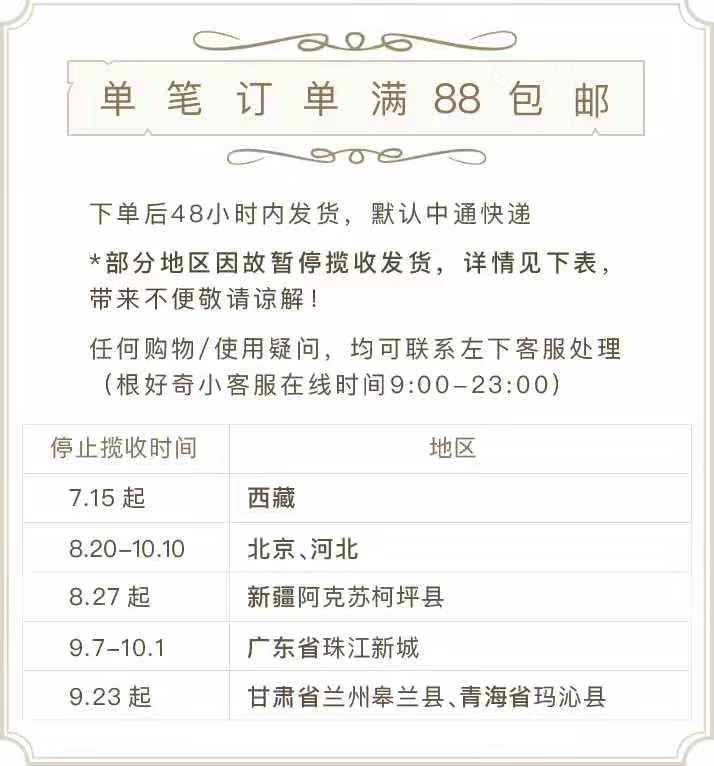 单笔订单满88包邮
下单后48小时内发货，默认中通快递
*部分地区因故暂停揽收发货，详情见下表，
带来不便敬请谅解！
任何购物/使用疑问，均可联系左下客服处理
（根好奇小客服在线时间9:00-23:00）
停止揽收时间 地区
7.15 起 西藏
8.20-10.10 北京、河北
8.27 起 新疆阿克苏柯坪县
9.7-10.1 广东省珠江新城
9.23 起 甘肃省兰州皋兰县、青海省玛沁县